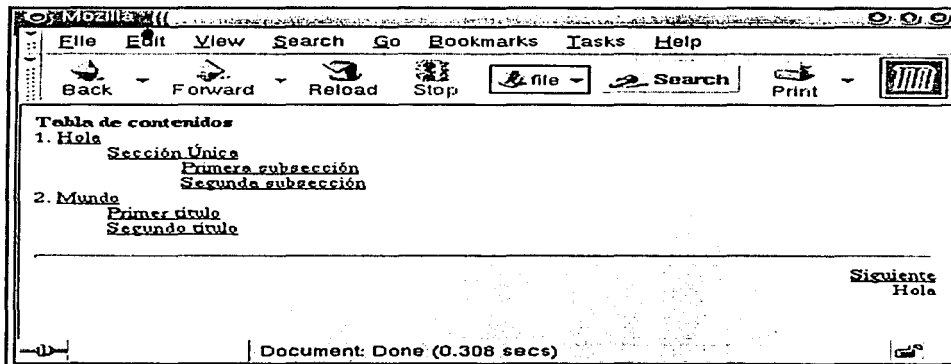 Mozilla
File Edit View Search Go Bookmarks Tasks Help
Back Forward Reload Stop file Search Print
Tabla de contenidos
1. Hola
Sección Única
Primera subsección
Segunda subsección
2. Mundo
Primer título
Segundo título
Siguiente
Hola
Document: Done (0.308 secs)